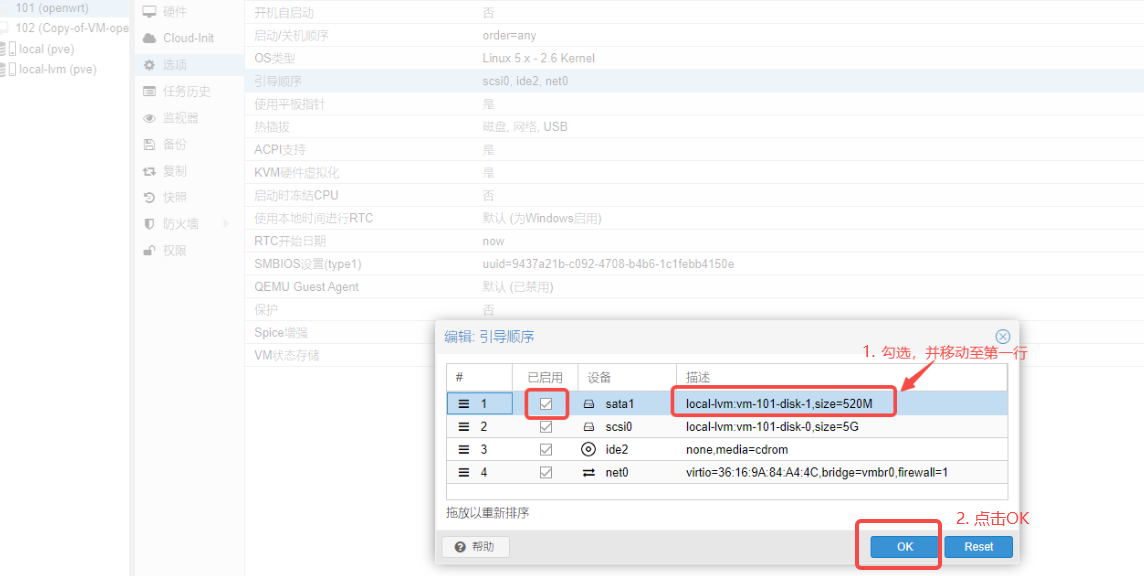 101 (openwrt)
102 (Copy-of-VM-ope
local (pve)
local-lvm (pve)
硬件
Cloud-Init
选项
任务历史
监视器
备份
复制
快照
防火墙
权限
开机自启动 否
启动/关机顺序 order=any
OS类型 Linux 5.x - 2.6 Kernel
引导顺序 scsi0, ide2, net0
使用平板指针 是
热插拔 磁盘, 网络, USB
ACPI支持 是
KVM硬件虚拟化 是
启动时冻结CPU 否
使用本地时间进行RTC 默认 (为Windows启用)
RTC开始日期 now
SMBIOS设置(type1) uuid=9437a21b-c092-4708-b4b6-1c1febb4150e
QEMU Guest Agent 默认 (已禁用)
保护 否
Spice增强
VM状态存储
编辑: 引导顺序
1. 勾选，并移动至第一行
# 已启用 设备 描述
1 sata1 local-lvm:vm-101-disk-1,size=520M
2 scsi0 local-lvm:vm-101-disk-0,size=5G
3 ide2 none,media=cdrom
4 net0 virtio=36:16:9A:84:A4:4C,bridge=vmbr0,firewall=1
拖放以重新排序
2. 点击OK
帮助 OK Reset